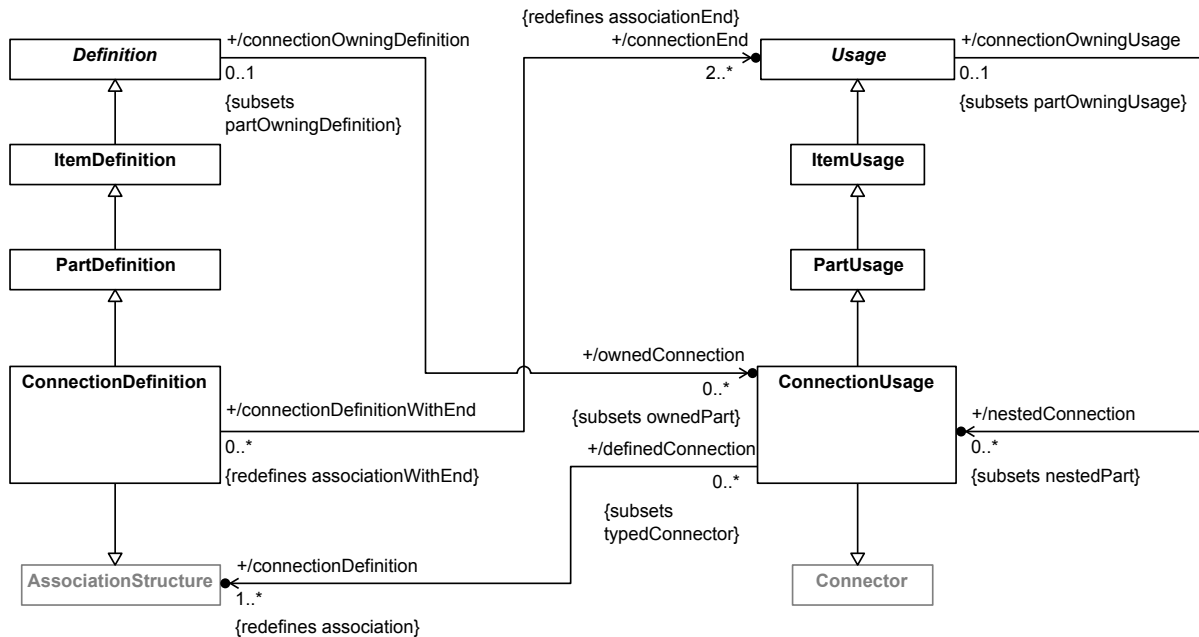 {redefines associationEnd}
Definition
+/connectionOwningDefinition
+/connectionEnd
Usage
+/connectionOwningUsage
0..1
2..*
0..1
{subsets
partOwningDefinition}
{subsets partOwningUsage}
ItemDefinition
ItemUsage
PartDefinition
PartUsage
+/ownedConnection
ConnectionDefinition
ConnectionUsage
0..*
+/connectionDefinitionWithEnd
+/nestedConnection
{subsets ownedPart}
0..*
0..*
+/definedConnection
{redefines associationWithEnd}
{subsets nestedPart}
0..*
{subsets
typedConnector}
+/connectionDefinition
AssociationStructure
Connector
1..*
{redefines association}